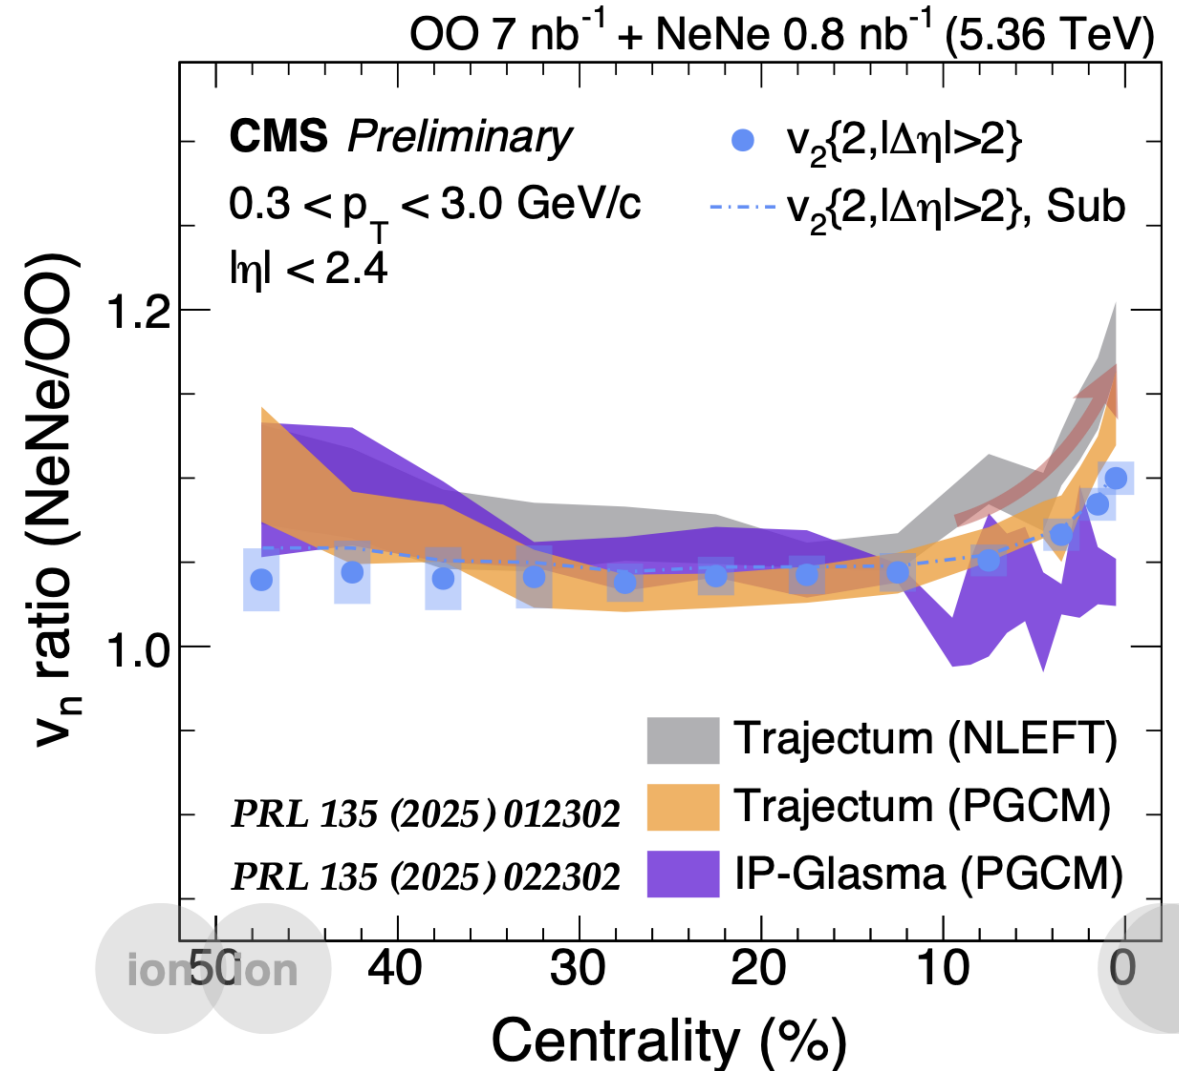 OO 7 nb⁻¹ + NeNe 0.8 nb⁻¹ (5.36 TeV)
CMS Preliminary
0.3 < p_T < 3.0 GeV/c
|η| < 2.4
v₂{2,|Δη|>2}
v₂{2,|Δη|>2}, Sub
vₙ ratio (NeNe/OO)
1.2
1.0
Trajectum (NLEFT)
Trajectum (PGCM)
IP-Glasma (PGCM)
PRL 135 (2025) 012302
PRL 135 (2025) 022302
ion ion
50 40 30 20 10 0
Centrality (%)